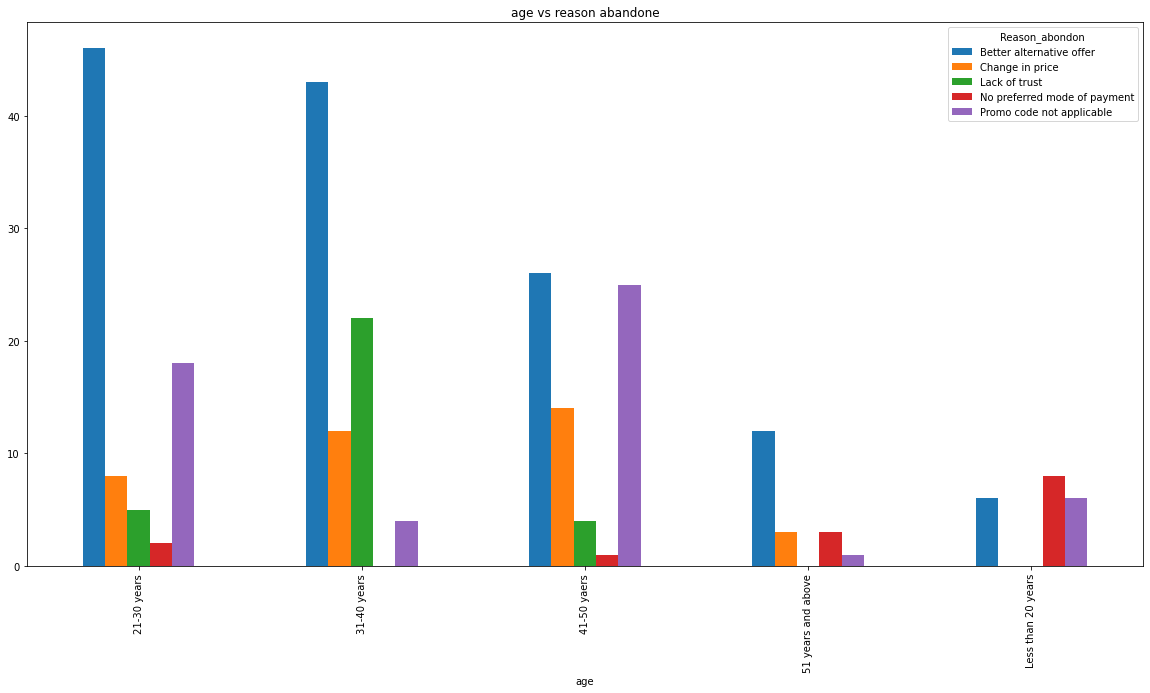 age vs reason abandone
Reason_abondon
Better alternative offer
Change in price
Lack of trust
No preferred mode of payment
Promo code not applicable
40
30
20
10
0
21-30 years
31-40 years
41-50 yaers
51 years and above
Less than 20 years
age